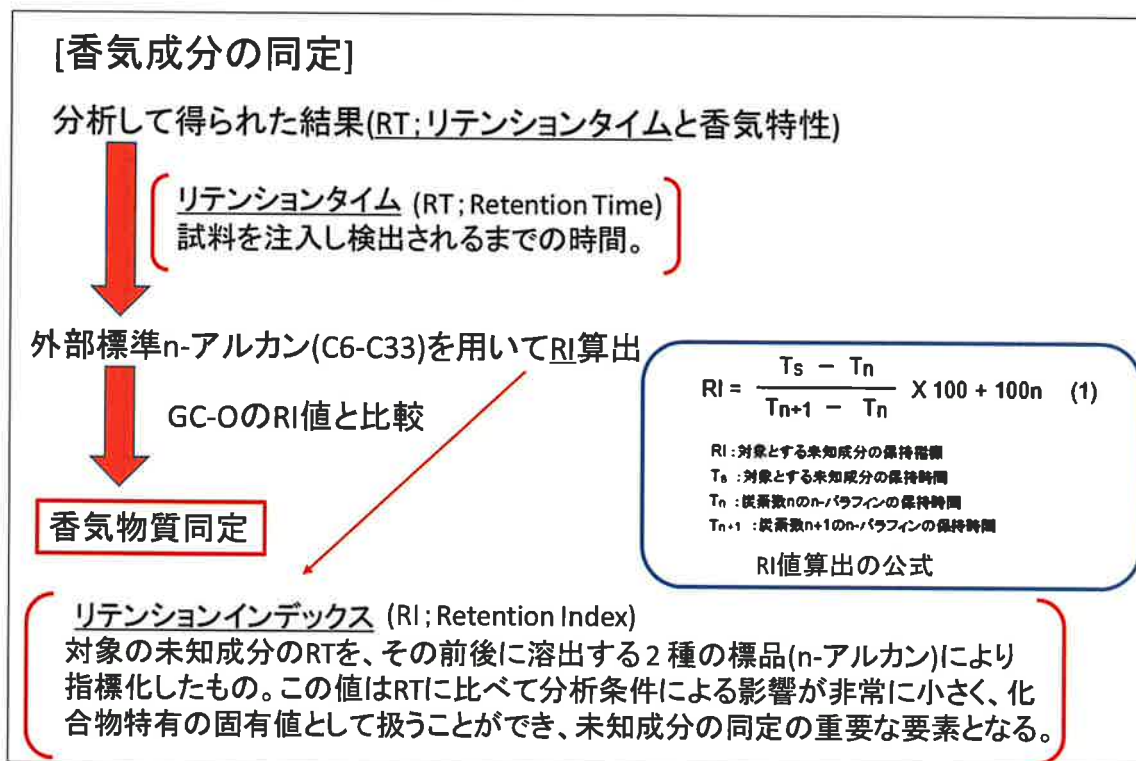 [香気成分の同定]
分析して得られた結果(RT;リテンションタイムと香気特性)
リテンションタイム (RT;Retention Time)
試料を注入し検出されるまでの時間。
外部標準n-アルカン(C6-C33)を用いてRI算出
GC-OのRI値と比較
香気物質同定
RI = (Ts − Tn) / (Tn+1 − Tn) X 100 + 100n (1)
RI:対象とする未知成分の保持指標
Ts:対象とする未知成分の保持時間
Tn:炭素数nのn-パラフィンの保持時間
Tn+1:炭素数n+1のn-パラフィンの保持時間
RI値算出の公式
リテンションインデックス (RI;Retention Index)
対象の未知成分のRTを、その前後に溶出する2種の標品(n-アルカン)により
指標化したもの。この値はRTに比べて分析条件による影響が非常に小さく、化
合物特有の固有値として扱うことができ、未知成分の同定の重要な要素となる。